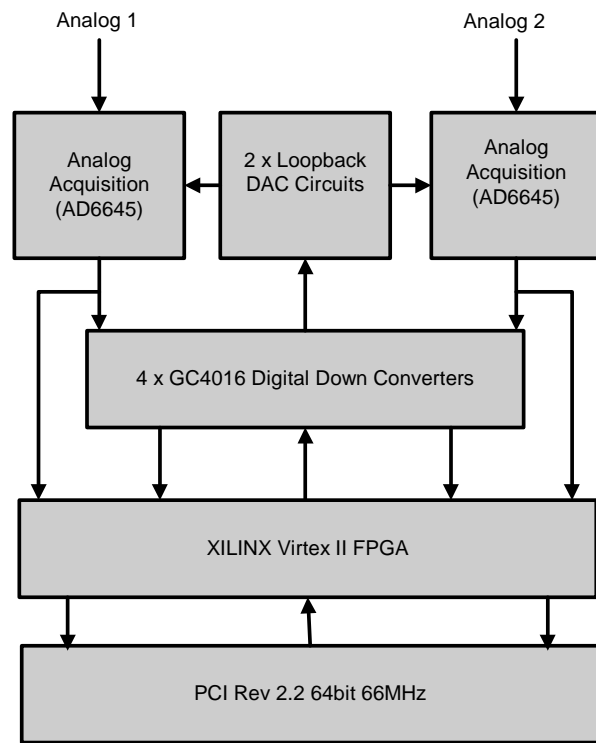 Analog 1
Analog 2
Analog
Acquisition
(AD6645)
2 x Loopback
DAC Circuits
Analog
Acquisition
(AD6645)
4 x GC4016 Digital Down Converters
XILINX Virtex II FPGA
PCI Rev 2.2 64bit 66MHz